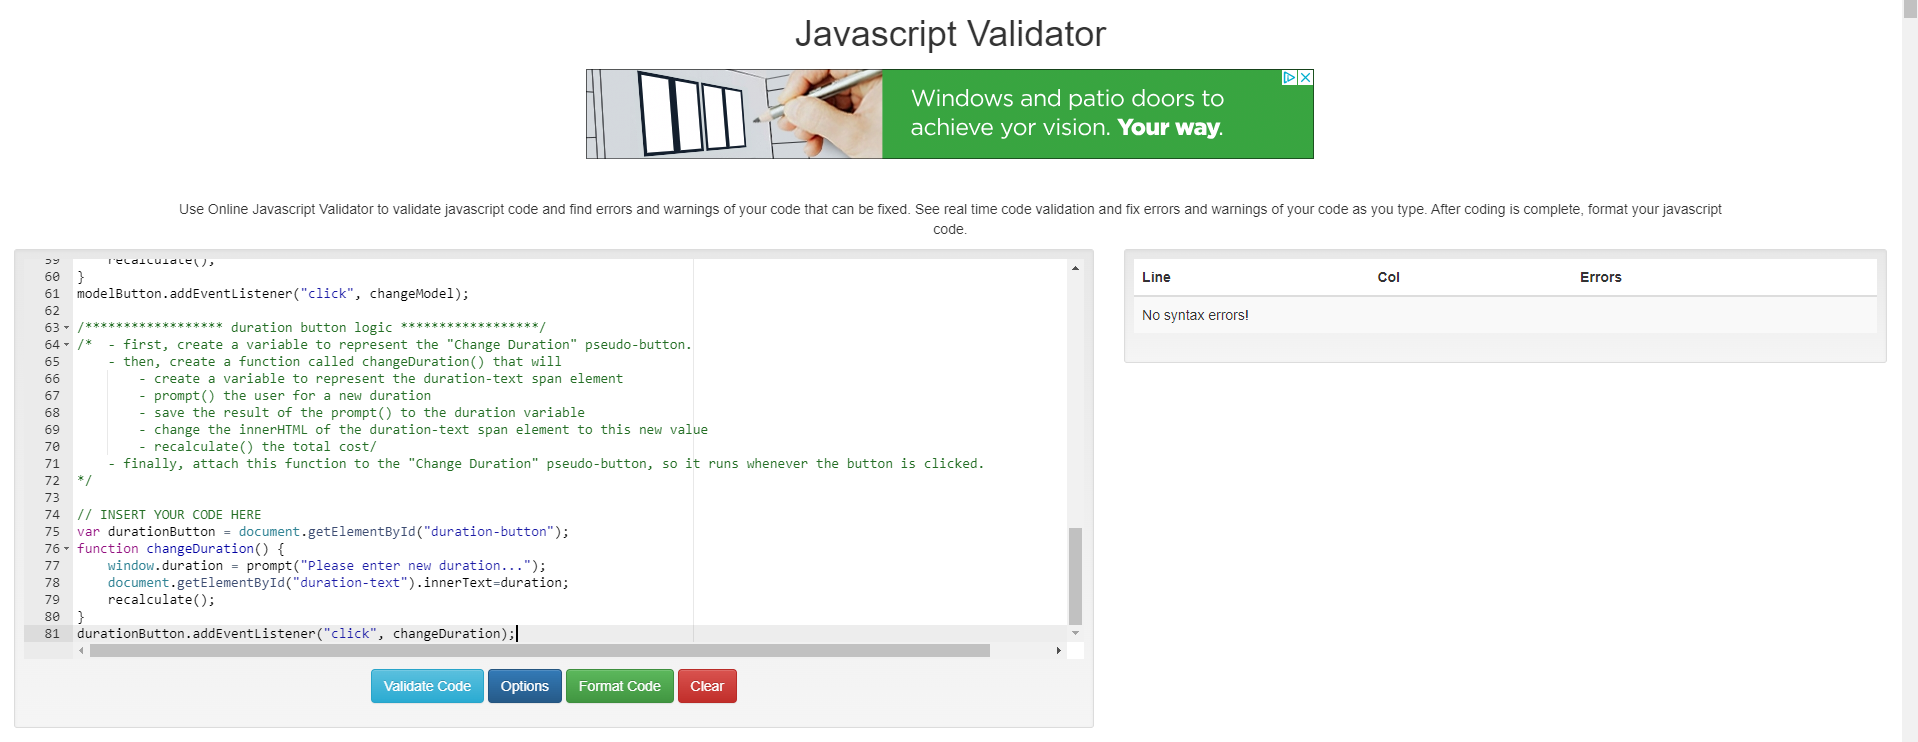 Javascript Validator
Windows and patio doors to
achieve yor vision. Your way.
Use Online Javascript Validator to validate javascript code and find errors and warnings of your code that can be fixed. See real time code validation and fix errors and warnings of your code as you type. After coding is complete, format your javascript
code.
59 recalculate();
60 }
61 modelButton.addEventListener("click", changeModel);
62
63 /****************** duration button logic ******************/
64 /*  - first, create a variable to represent the "Change Duration" pseudo-button.
65 - then, create a function called changeDuration() that will
66 - create a variable to represent the duration-text span element
67 - prompt() the user for a new duration
68 - save the result of the prompt() to the duration variable
69 - change the innerHTML of the duration-text span element to this new value
70 - recalculate() the total cost/
71 - finally, attach this function to the "Change Duration" pseudo-button, so it runs whenever the button is clicked.
72 */
73
74 // INSERT YOUR CODE HERE
75 var durationButton = document.getElementById("duration-button");
76 function changeDuration() {
77 window.duration = prompt("Please enter new duration...");
78 document.getElementById("duration-text").innerText=duration;
79 recalculate();
80 }
81 durationButton.addEventListener("click", changeDuration);
Validate Code Options Format Code Clear
Line Col Errors
No syntax errors!